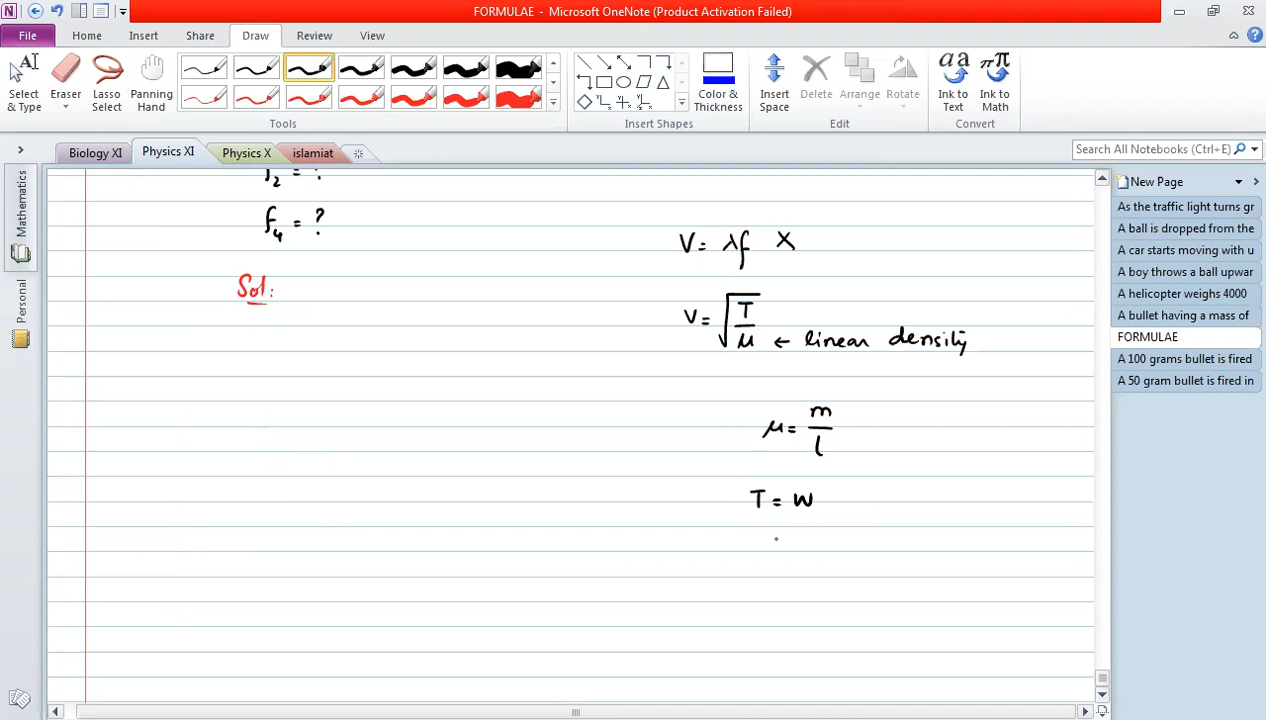 FORMULAE - Microsoft OneNote (Product Activation Failed)
File Home Insert Share Draw Review View
Select & Type
Eraser
Lasso Select
Panning Hand
Color & Thickness
Insert Space
Delete
Arrange
Rotate
Ink to Text
Ink to Math
Tools
Insert Shapes
Edit
Convert
Biology XI
Physics XI
Physics X
islamiat
Search All Notebooks (Ctrl+E)
Mathematics
Personal
New Page
As the traffic light turns gr
A ball is dropped from the
A car starts moving with u
A boy throws a ball upwar
A helicopter weighs 4000
A bullet having a mass of
FORMULAE
A 100 grams bullet is fired
A 50 gram bullet is fired in
f₂ = ?
f₄ = ?
Sol:
V = λf X
V = √(T/μ) ← linear density
μ = m/l
T = W